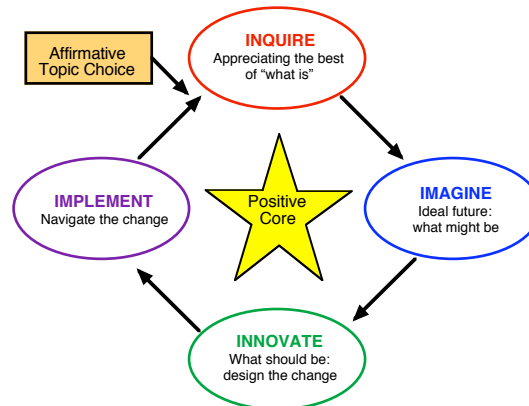 Affirmative
Topic Choice
INQUIRE
Appreciating the best
of “what is”
IMPLEMENT
Navigate the change
Positive
Core
IMAGINE
Ideal future:
what might be
INNOVATE
What should be:
design the change